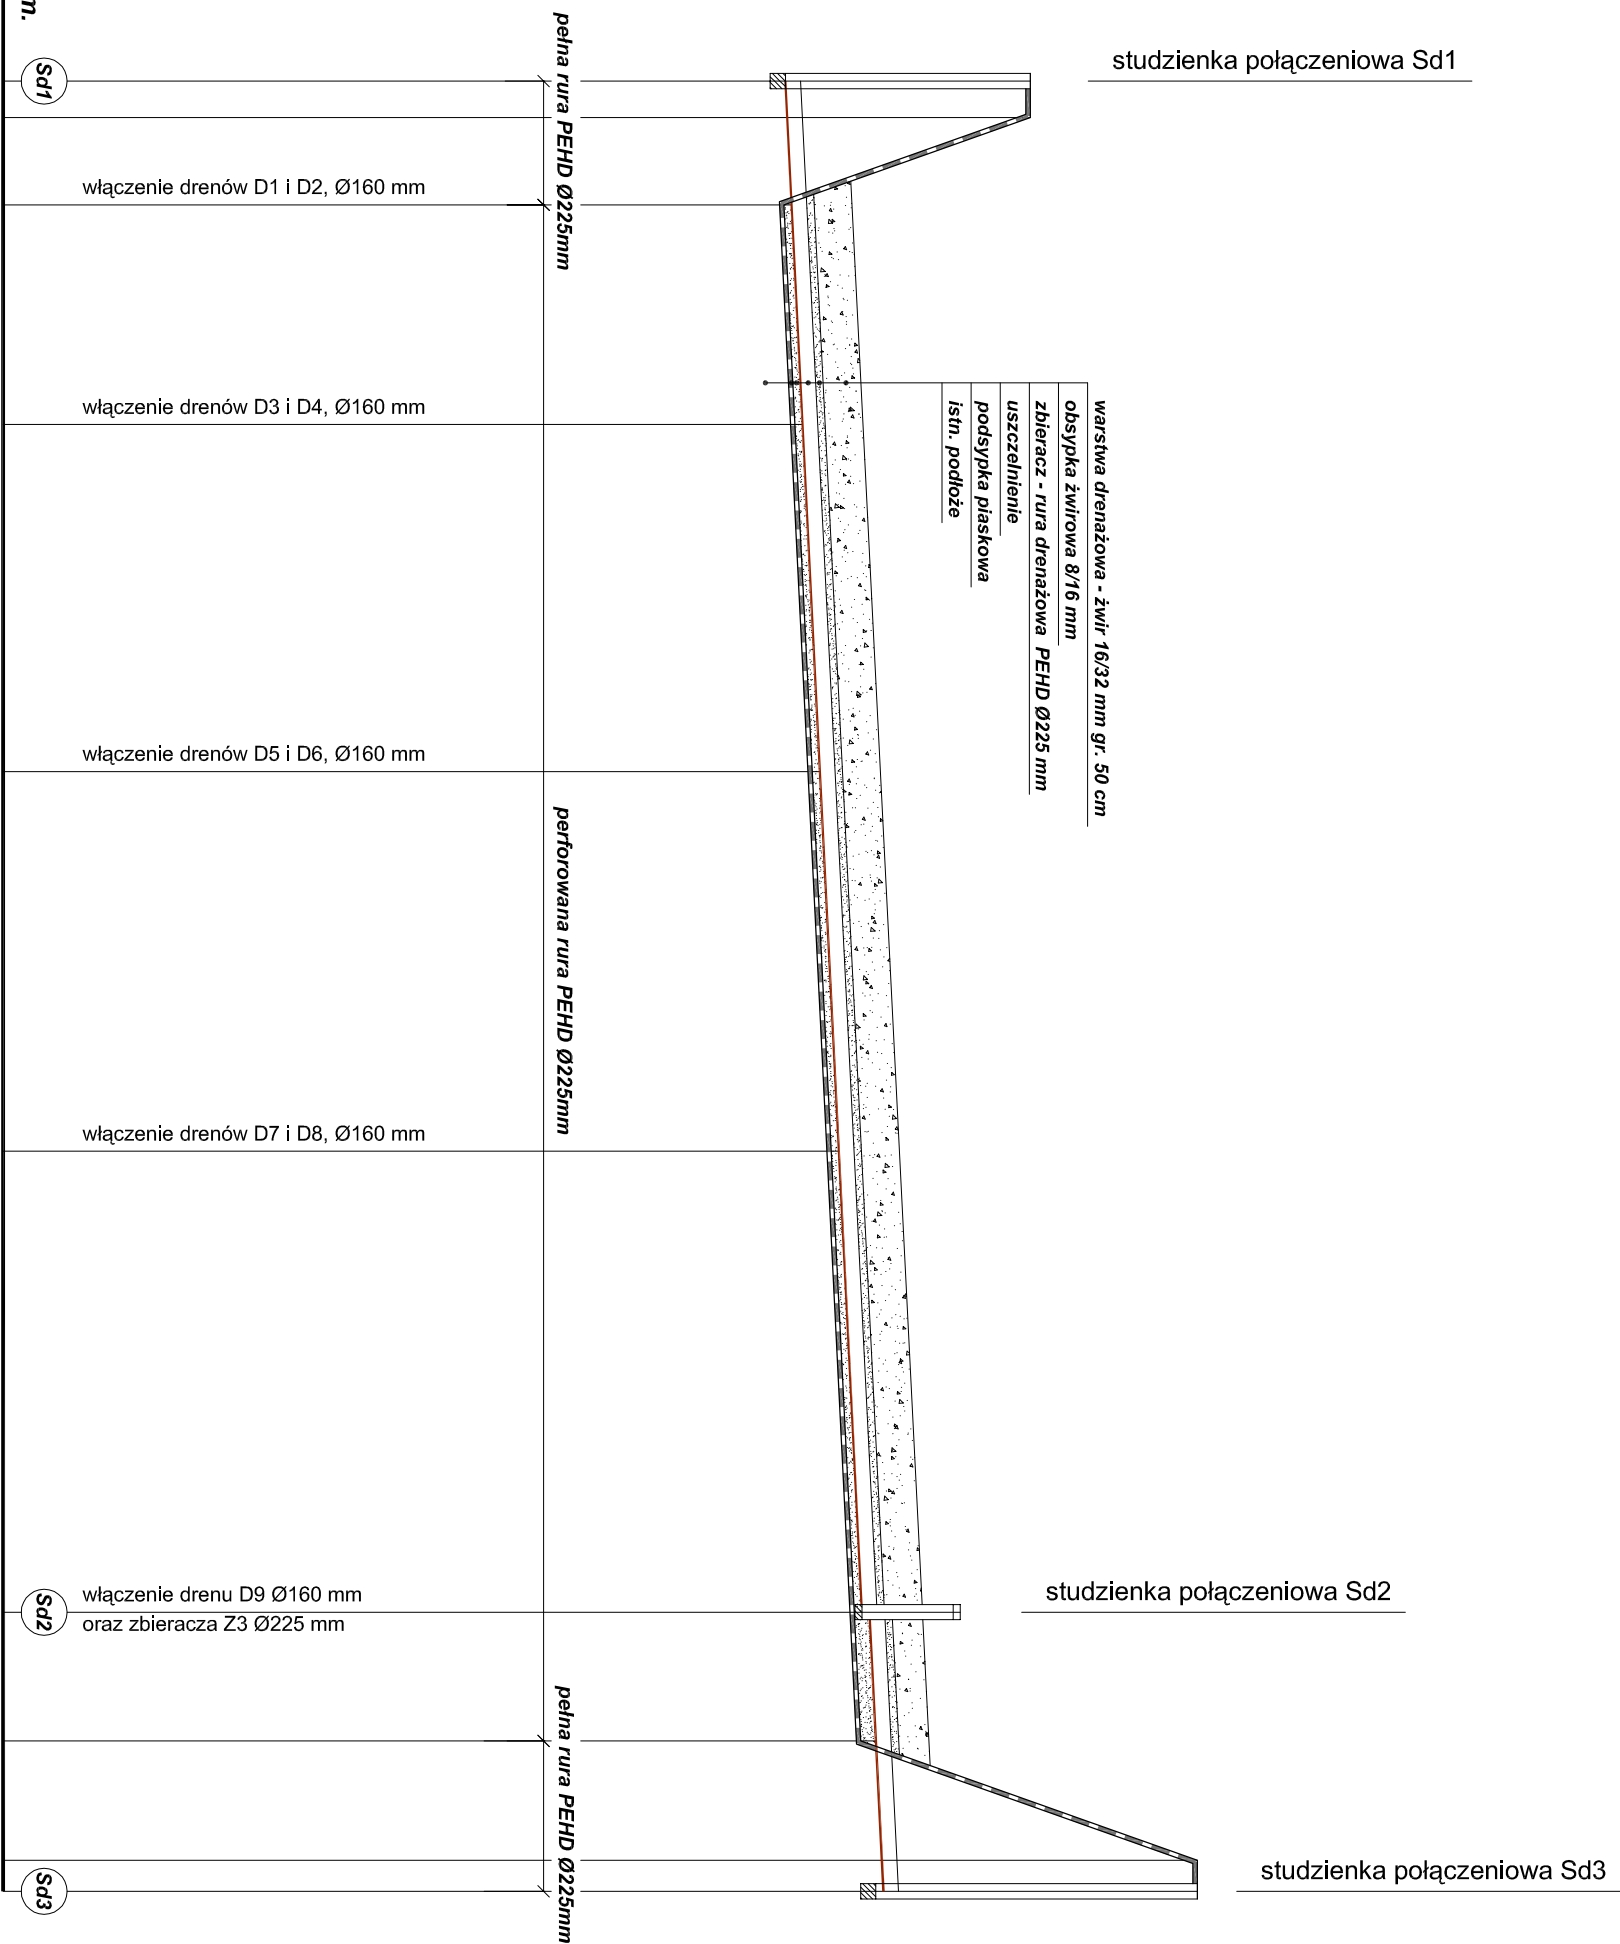 m.
Sd1
pełna rura PEHD Ø225mm
studzienka połączeniowa Sd1
włączenie drenów D1 i D2, Ø160 mm
włączenie drenów D3 i D4, Ø160 mm
warstwa drenażowa - żwir 16/32 mm gr. 50 cm
obsypka żwirowa 8/16 mm
zbieracz - rura drenażowa PEHD Ø225 mm
uszczelnienie
podsypka piaskowa
istn. podłoże
włączenie drenów D5 i D6, Ø160 mm
perforowana rura PEHD Ø225mm
włączenie drenów D7 i D8, Ø160 mm
Sd2
włączenie drenu D9 Ø160 mm
oraz zbieracza Z3 Ø225 mm
studzienka połączeniowa Sd2
pełna rura PEHD Ø225mm
Sd3
studzienka połączeniowa Sd3